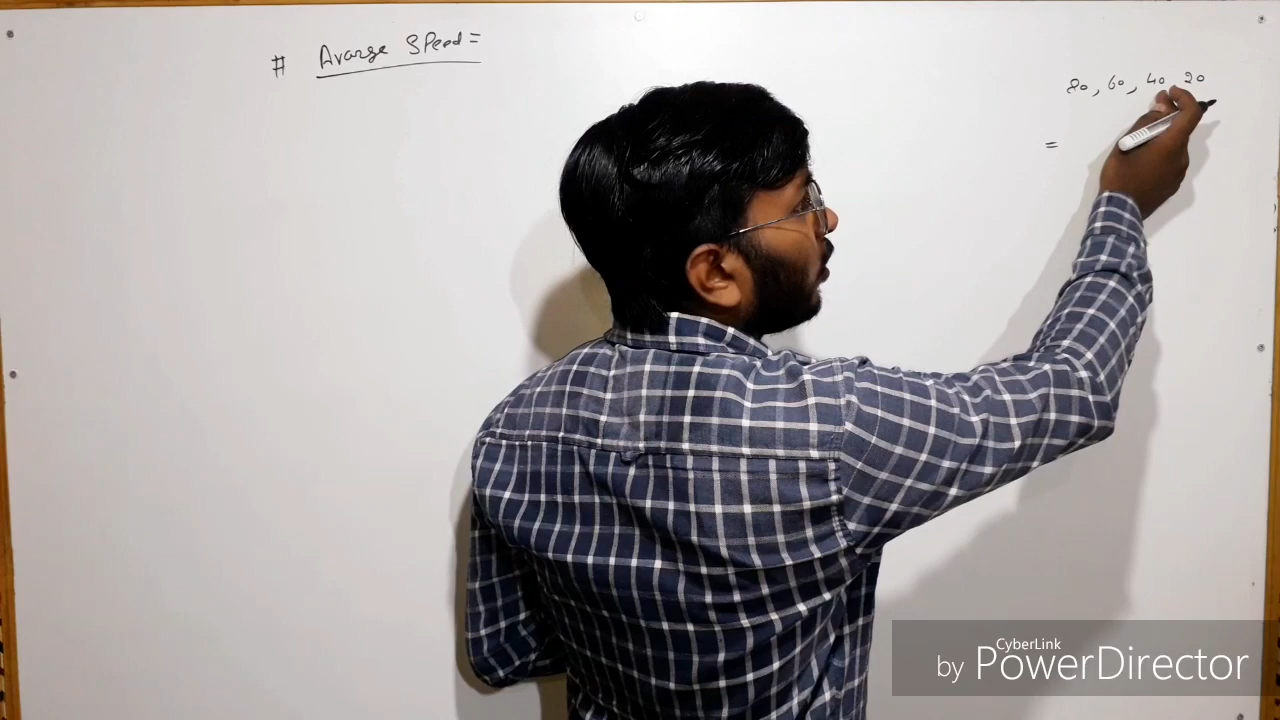 # Avarge Speed =
80, 60, 40 20
=
CyberLink
by PowerDirector